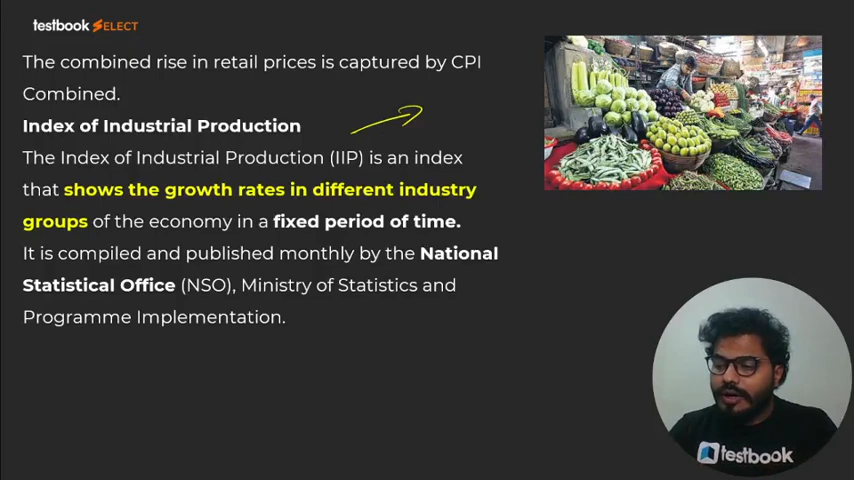 testbook SELECT
The combined rise in retail prices is captured by CPI
Combined.
Index of Industrial Production
The Index of Industrial Production (IIP) is an index
that shows the growth rates in different industry
groups of the economy in a fixed period of time.
It is compiled and published monthly by the National
Statistical Office (NSO), Ministry of Statistics and
Programme Implementation.
testbook